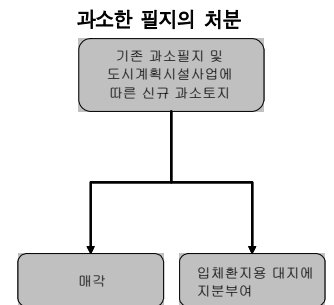 과소한 필지의 처분
기존 과소필지 및
도시계획시설사업에
따른 신규 과소토지
매각
입체환지용 대지에
지분부여